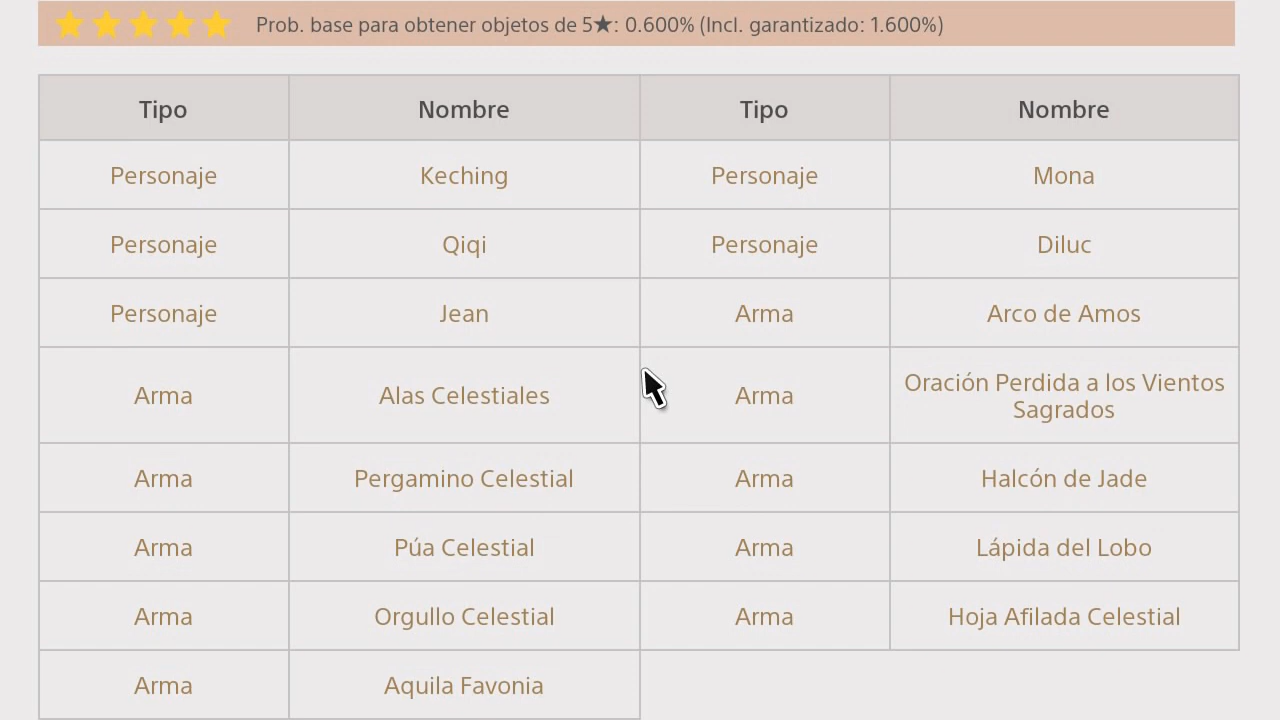 Prob. base para obtener objetos de 5★: 0.600% (Incl. garantizado: 1.600%)
Tipo Nombre Tipo Nombre
Personaje Keching Personaje Mona
Personaje Qiqi Personaje Diluc
Personaje Jean Arma Arco de Amos
Arma Alas Celestiales Arma Oración Perdida a los Vientos
Sagrados
Arma Pergamino Celestial Arma Halcón de Jade
Arma Púa Celestial Arma Lápida del Lobo
Arma Orgullo Celestial Arma Hoja Afilada Celestial
Arma Aquila Favonia